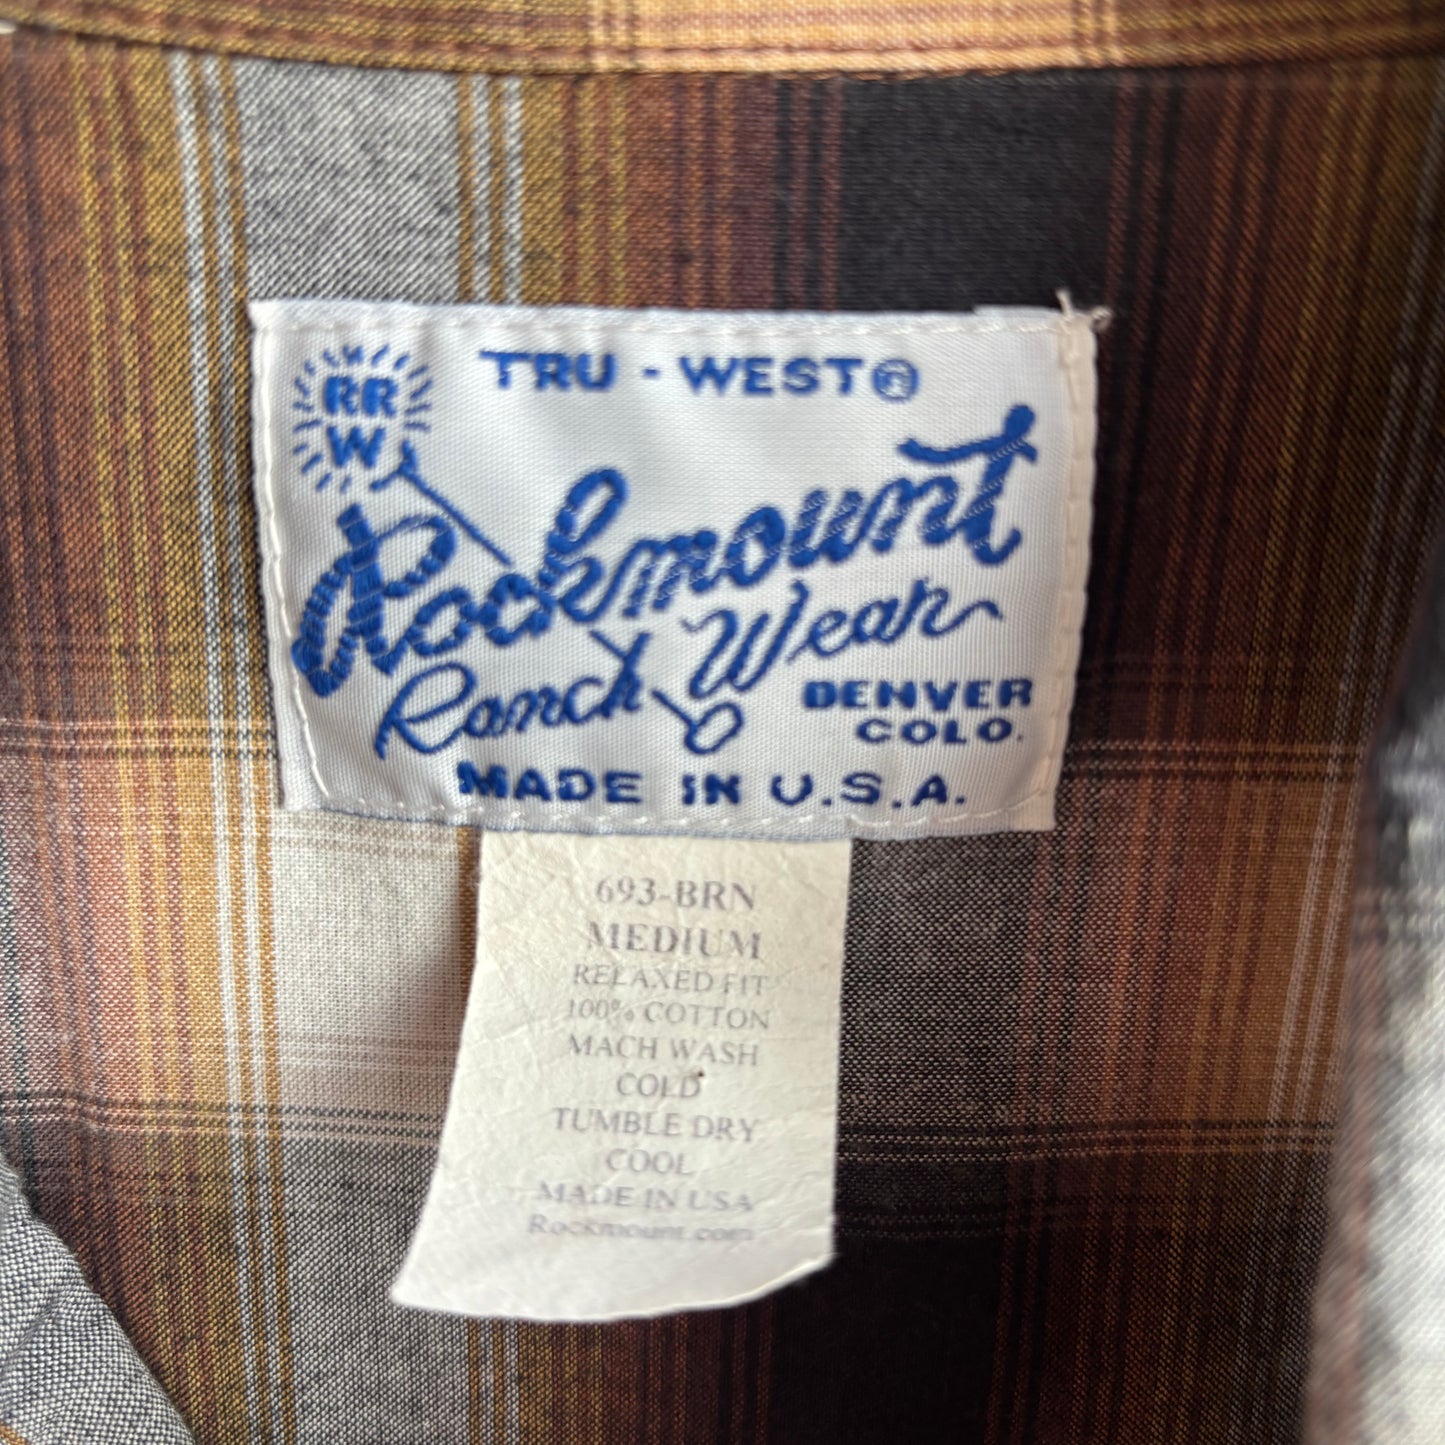 TRU - WEST®
RR
W
Rockmount
Ranch Wear
DENVER
COLO.
MADE IN U.S.A.
693-BRN
MEDIUM
RELAXED FIT
100% COTTON
MACH WASH
COLD
TUMBLE DRY
COOL
MADE IN USA
Rockmount.com